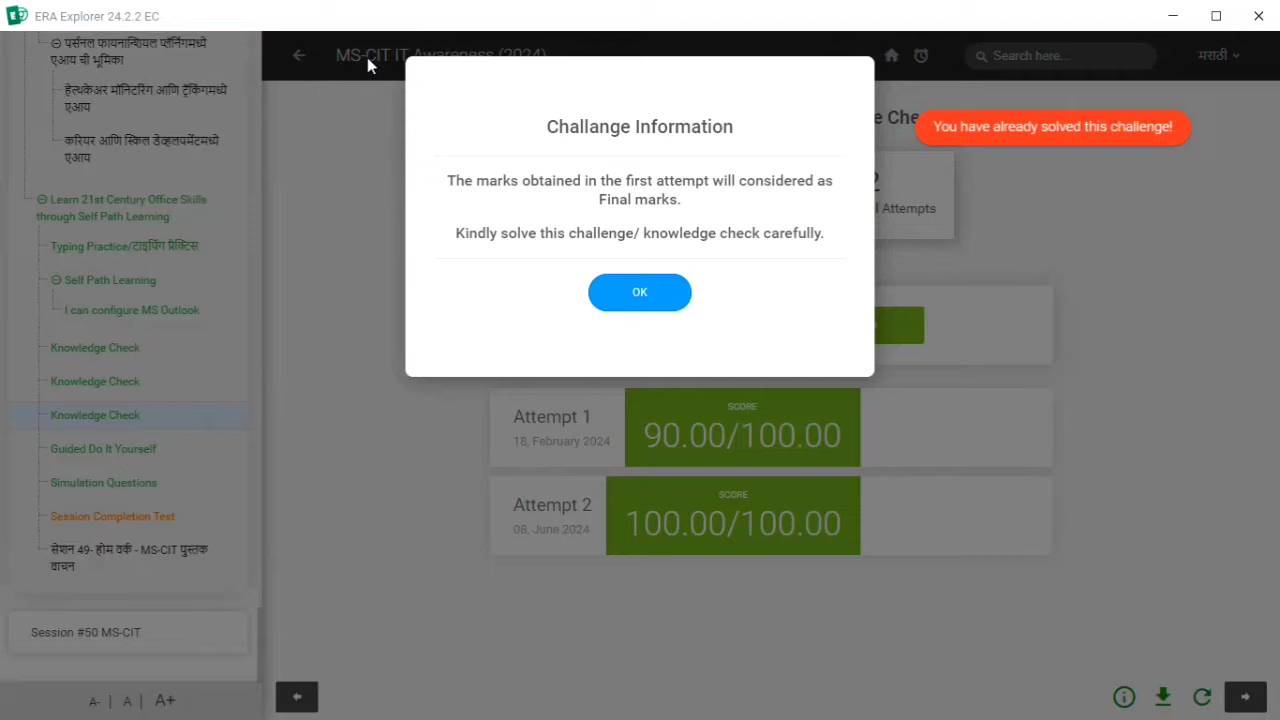 ERA Explorer 24.2.2 EC
पर्सनल फायनान्शियल प्लॅनिंगमध्ये
एआय ची भूमिका
हेल्थकेअर मॉनिटरिंग आणि ट्रॅकिंगमध्ये
एआय
करियर आणि स्किल डेव्हलपमेंटमध्ये
एआय
Learn 21st Century Office Skills
through Self Path Learning
Typing Practice/टाइपिंग प्रॅक्टिस
Self Path Learning
I can configure MS Outlook
Knowledge Check
Knowledge Check
Knowledge Check
Guided Do It Yourself
Simulation Questions
Session Completion Test
सेशन 49- होम वर्क - MS-CIT पुस्तक
वाचन
Session #50 MS-CIT
A- | A | A+
MS-CIT IT Awareness (2024)
Search here...
मराठी
You have already solved this challenge!
Challange Information
The marks obtained in the first attempt will considered as
Final marks.
Kindly solve this challenge/ knowledge check carefully.
OK
Attempts
Attempt 1
18, February 2024
SCORE
90.00/100.00
Attempt 2
08, June 2024
SCORE
100.00/100.00